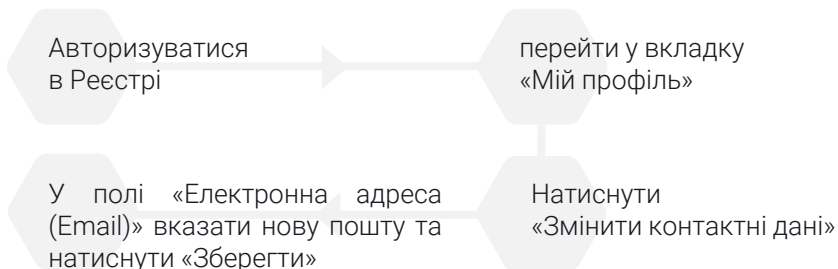 Авторизуватися
в Реєстрі
перейти у вкладку
«Мій профіль»
Натиснути
«Змінити контактні дані»
У полі «Електронна адреса
(Email)» вказати нову пошту та
натиснути «Зберегти»